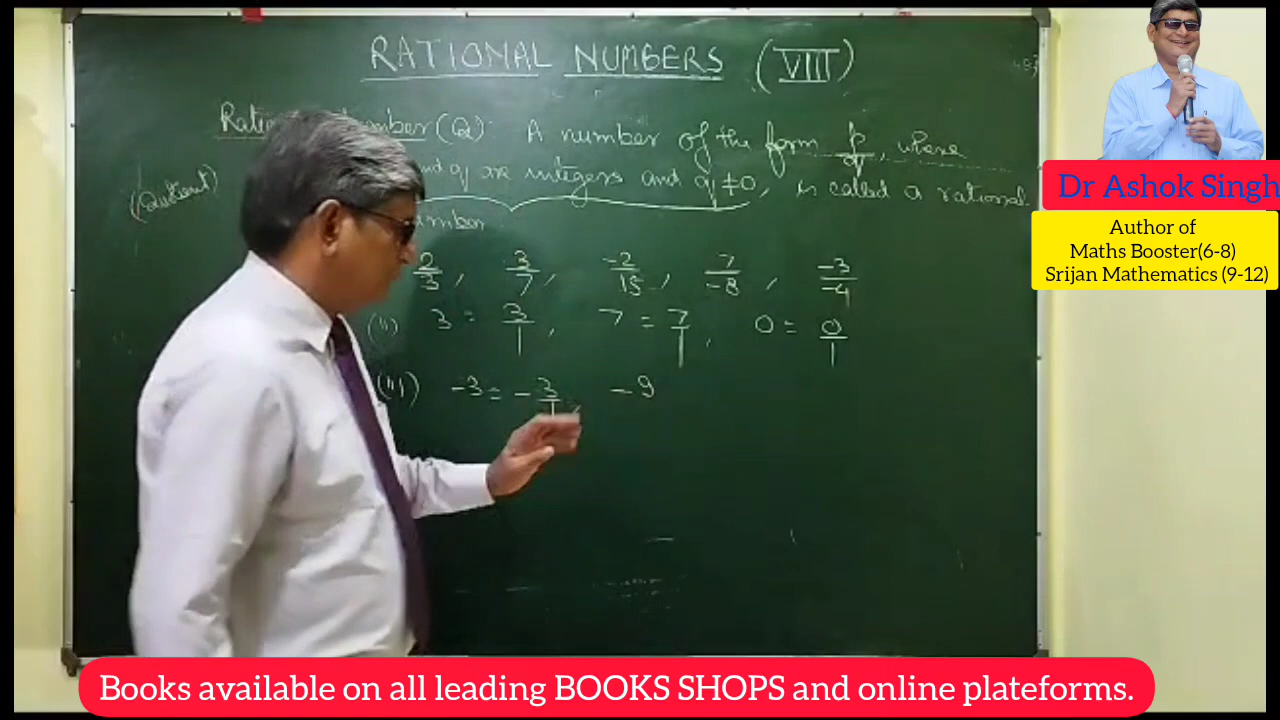 RATIONAL NUMBERS (VIII)
(Q): A number of the form p/q, where
(Quotient) and q are integers and q ≠ 0, is called a rational
2/3, 3/7, -2/15, 7/-8, -3/-4
(ii) 3 = 3/1, 7 = 7/1, 0 = 0/1
(iii) -3 = -3/1, -9
Dr Ashok Singh
Author of
Maths Booster(6-8)
Srijan Mathematics (9-12)
Books available on all leading BOOKS SHOPS and online plateforms.